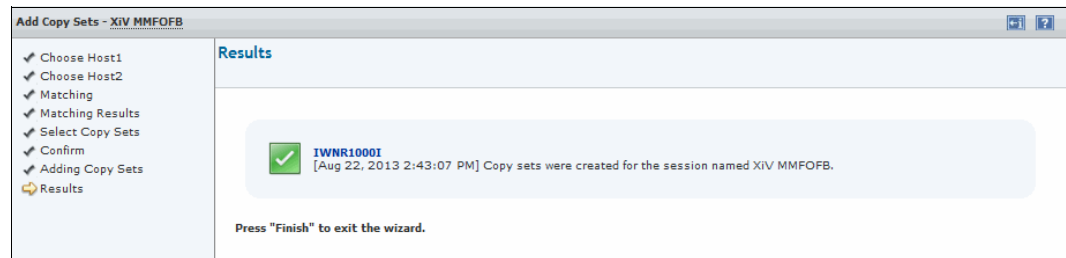 Add Copy Sets - XiV MMFOFB
Choose Host1
Choose Host2
Matching
Matching Results
Select Copy Sets
Confirm
Adding Copy Sets
Results
Results
IWNR1000I
[Aug 22, 2013 2:43:07 PM] Copy sets were created for the session named XiV MMFOFB.
Press "Finish" to exit the wizard.